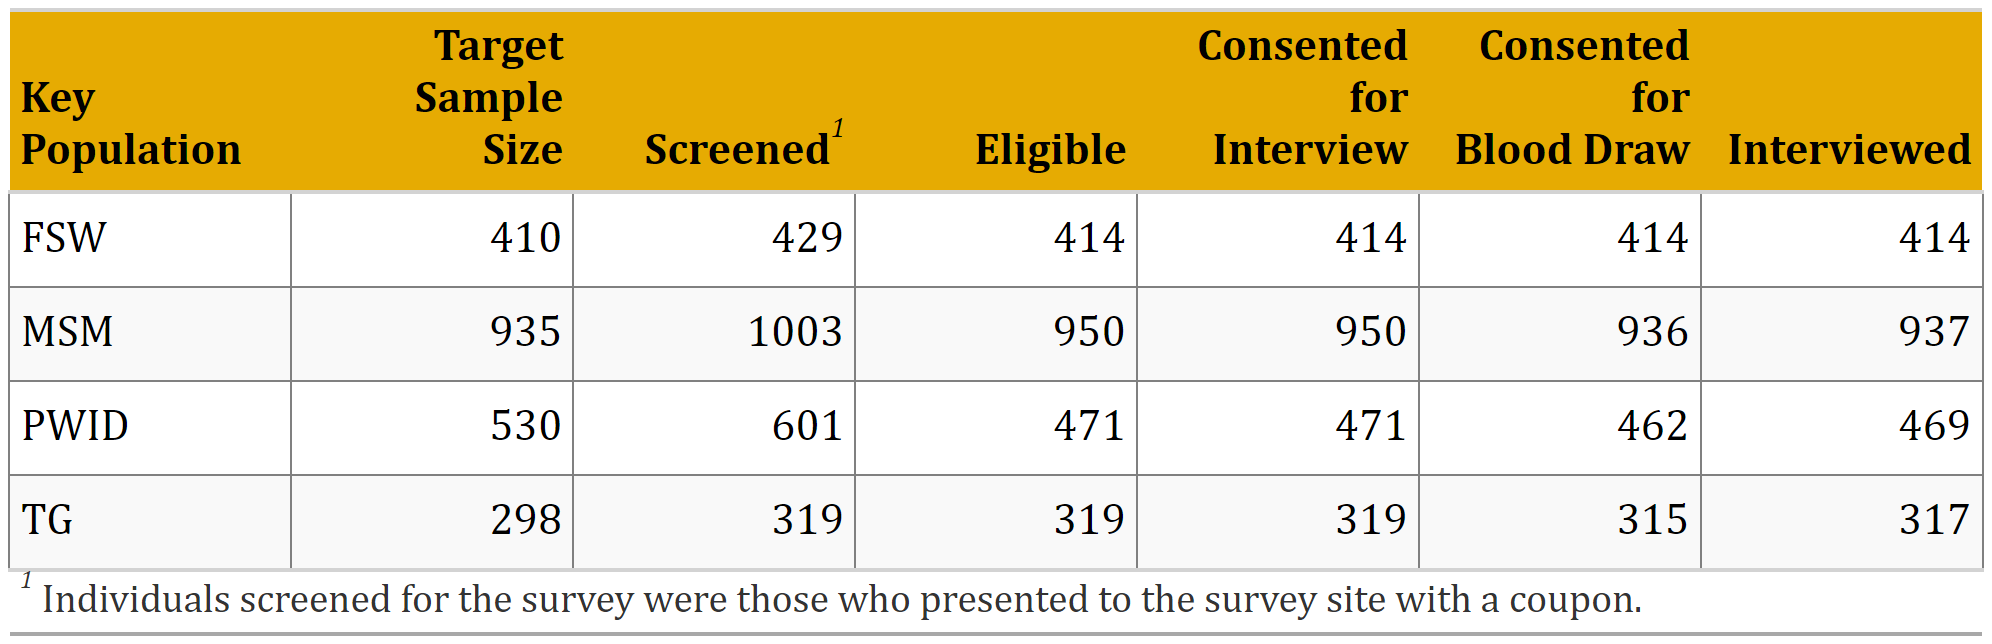 Key Population Target Sample Size Screened1 Eligible Consented for Interview Consented for Blood Draw Interviewed
FSW 410 429 414 414 414 414
MSM 935 1003 950 950 936 937
PWID 530 601 471 471 462 469
TG 298 319 319 319 315 317
1 Individuals screened for the survey were those who presented to the survey site with a coupon.